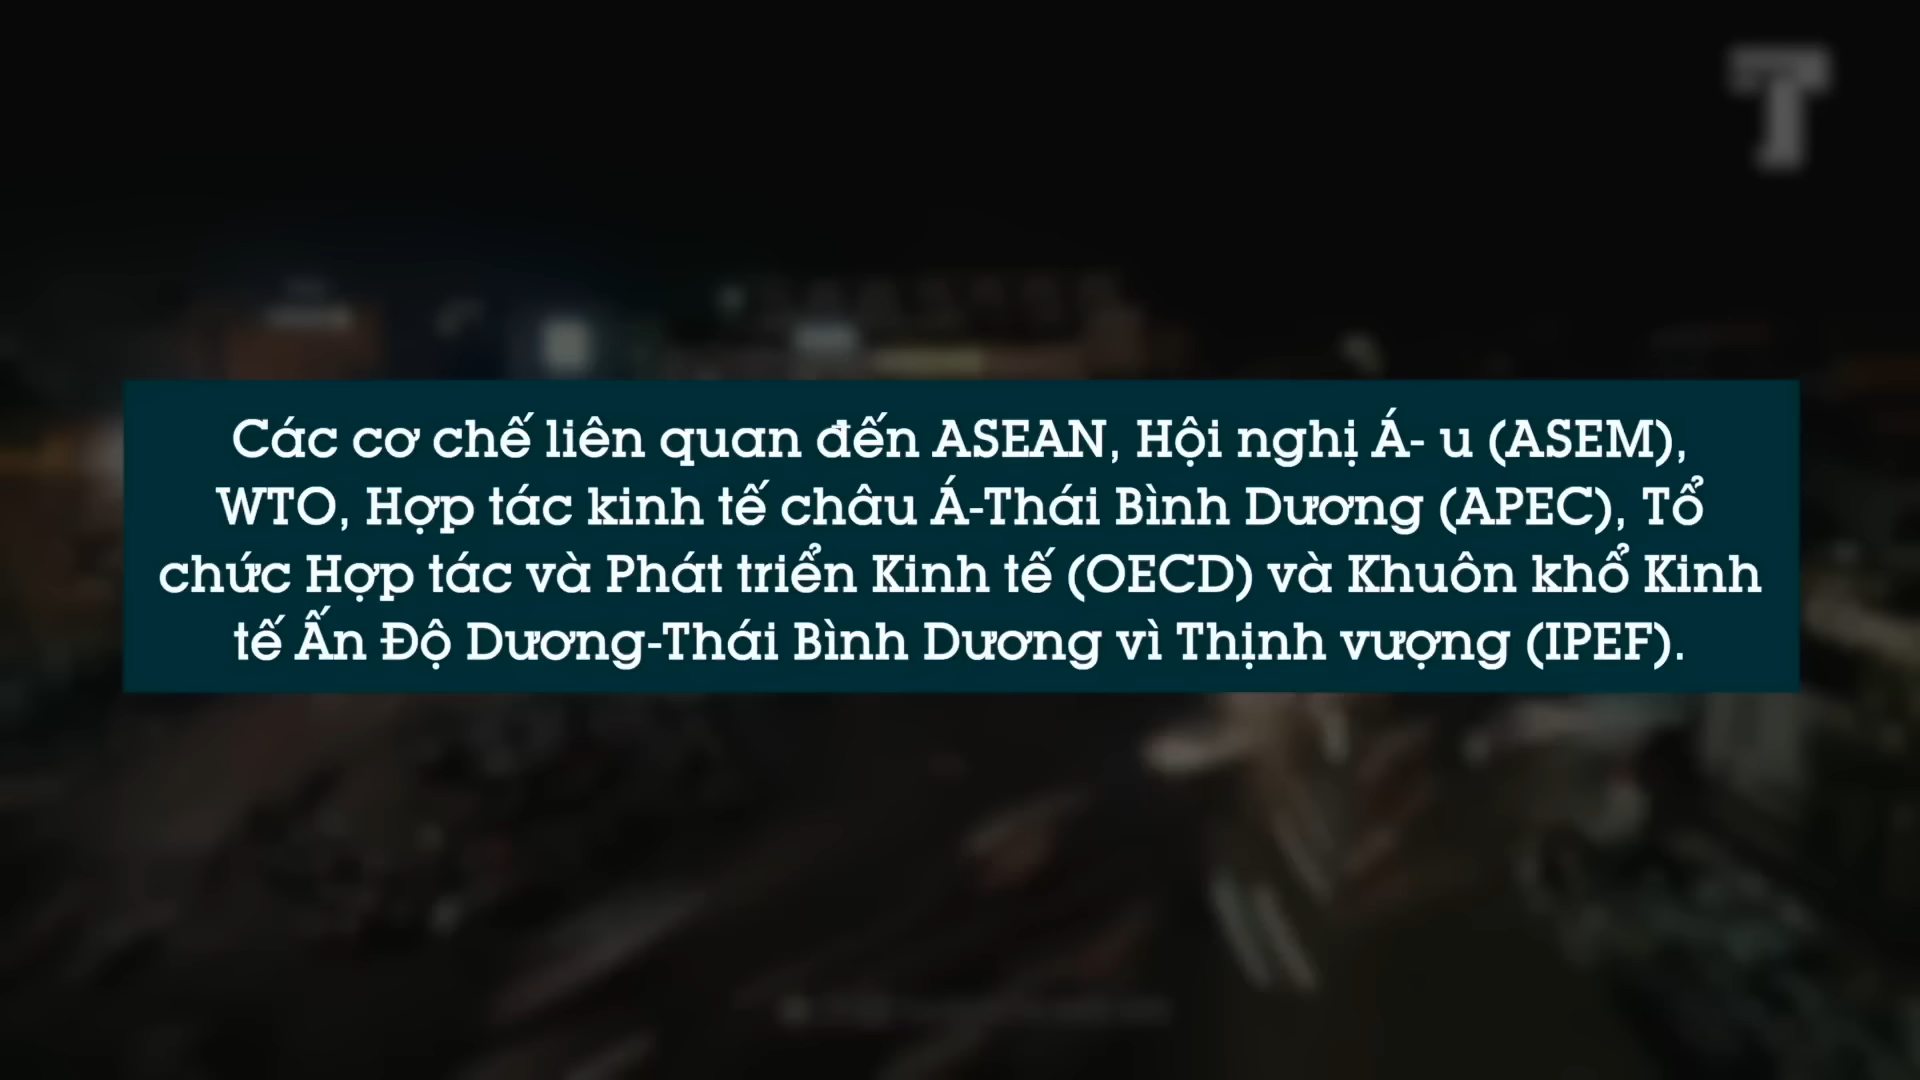 T
Các cơ chế liên quan đến ASEAN, Hội nghị Á- u (ASEM),
WTO, Hợp tác kinh tế châu Á-Thái Bình Dương (APEC), Tổ
chức Hợp tác và Phát triển Kinh tế (OECD) và Khuôn khổ Kinh
tế Ấn Độ Dương-Thái Bình Dương vì Thịnh vượng (IPEF).